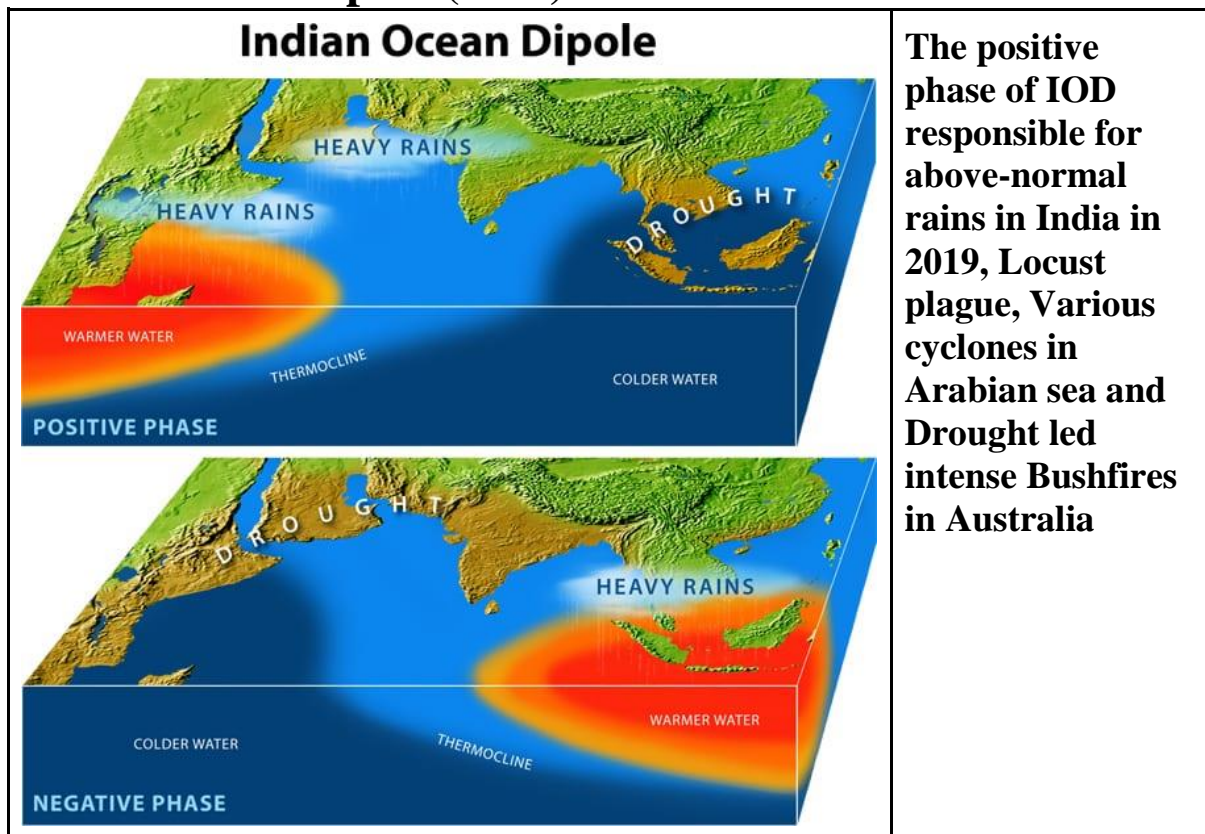 Indian Ocean Dipole
HEAVY RAINS
HEAVY RAINS
DROUGHT
WARMER WATER
THERMOCLINE
COLDER WATER
POSITIVE PHASE
DROUGHT
HEAVY RAINS
WARMER WATER
COLDER WATER
THERMOCLINE
NEGATIVE PHASE
The positive
phase of IOD
responsible for
above-normal
rains in India in
2019, Locust
plague, Various
cyclones in
Arabian sea and
Drought led
intense Bushfires
in Australia